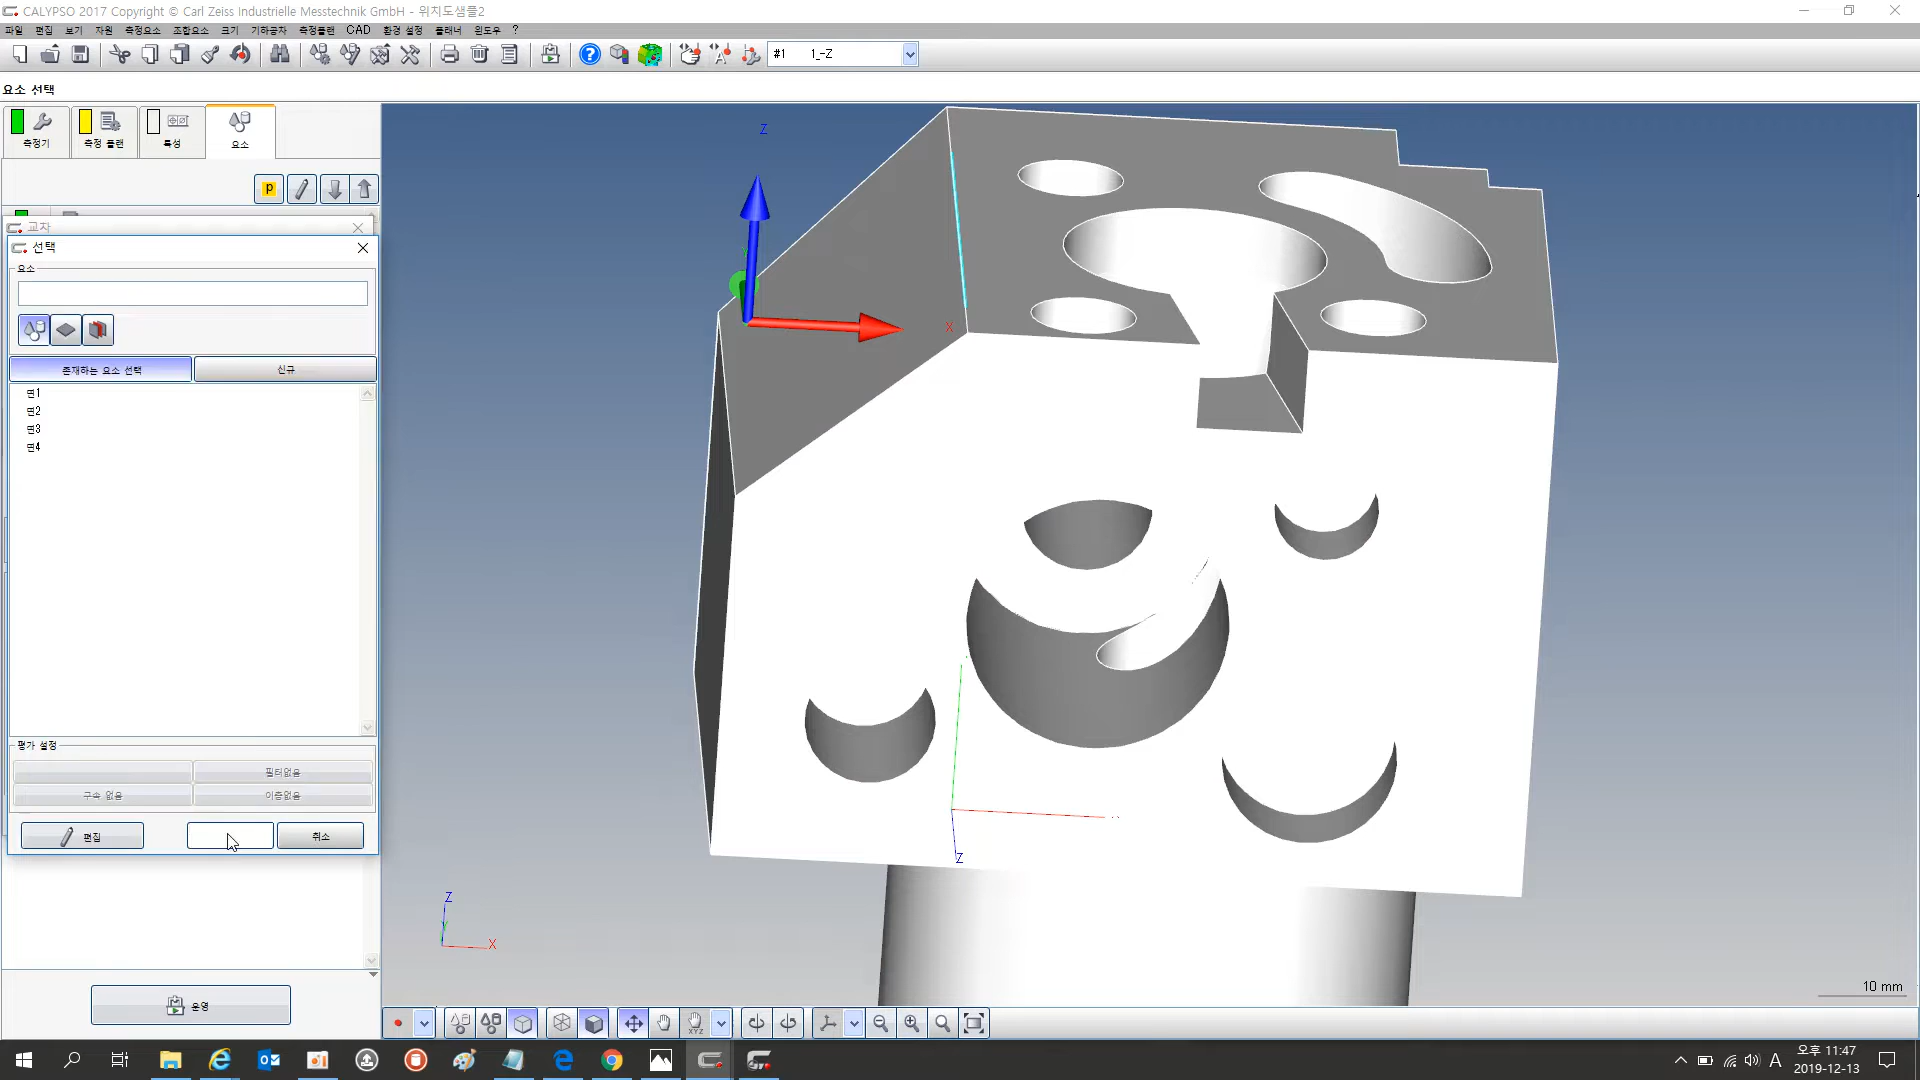 CALYPSO 2017 Copyright © Carl Zeiss Industrielle Messtechnik GmbH - 위치도샘플2
파일 편집 보기 자원 측정요소 조합요소 크기 기하공차 측정플랜 CAD 환경 설정 플래너 윈도우 ?
#1 1_-Z
요소 선택
측정기 측정 플랜 특성 요소
P
교차
선택
요소
존재하는 요소 선택 신규
면1
면2
면3
면4
평가 설정
필터없음
구속 없음 이상없음
편집 취소
운영
Z
X
Z
Z
X
10 mm
XYZ
A
오후 11:47
2019-12-13